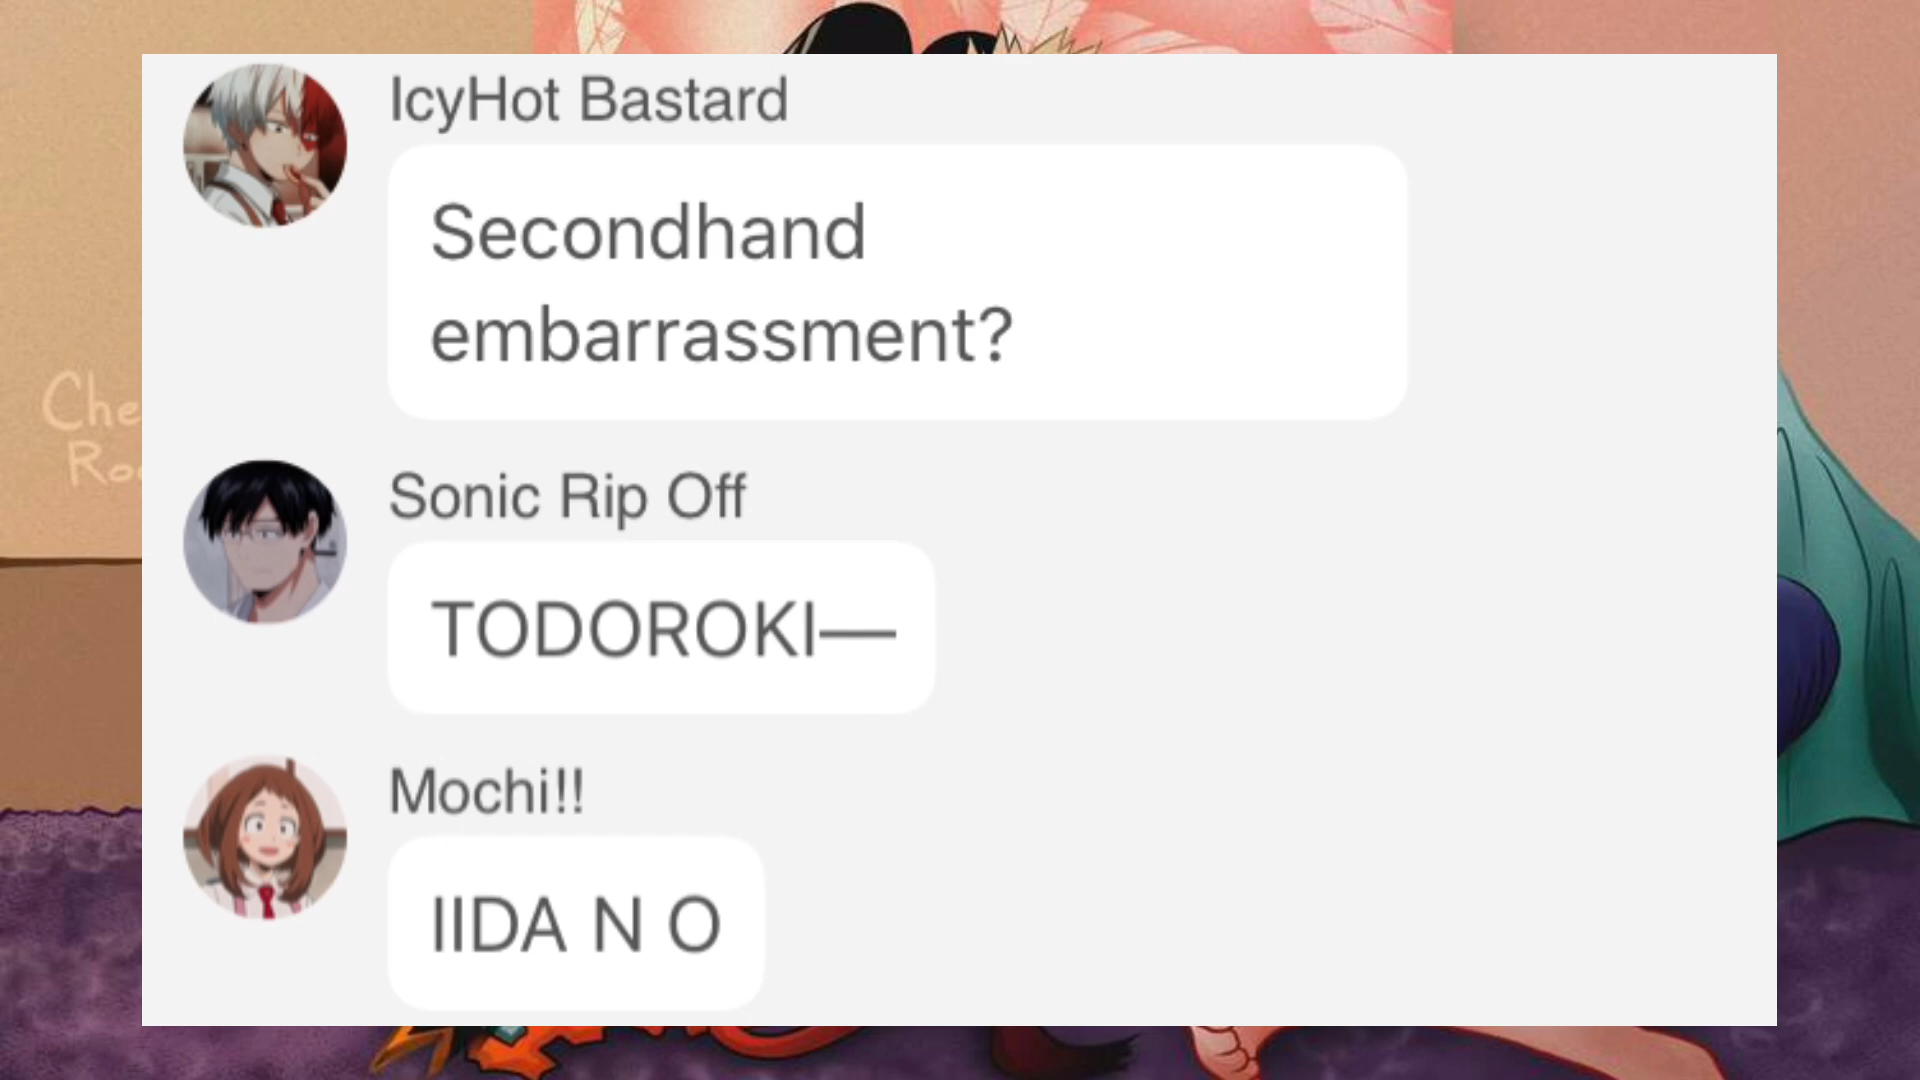 IcyHot Bastard
Secondhand
embarrassment?
Sonic Rip Off
TODOROKI—
Mochi!!
IIDA N O